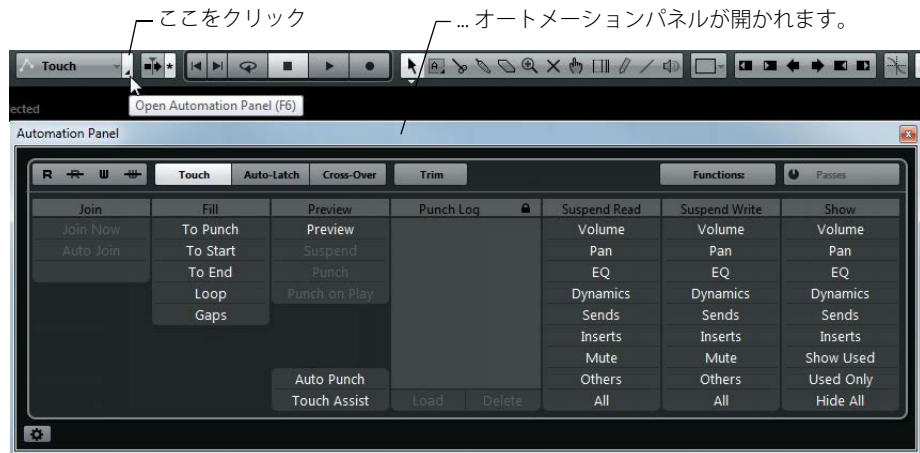 ここをクリック
... オートメーションパネルが開かれます。
Touch
ected
Open Automation Panel (F6)
Automation Panel
R R W W Touch Auto-Latch Cross-Over Trim Functions: Passes
Join Fill Preview Punch Log Suspend Read Suspend Write Show
Join Now To Punch Preview Volume Volume Volume
Auto Join To Start Suspend Pan Pan Pan
To End Punch EQ EQ EQ
Loop Punch on Play Dynamics Dynamics Dynamics
Gaps Sends Sends Sends
Inserts Inserts Inserts
Mute Mute Show Used
Auto Punch Others Others Used Only
Touch Assist Load Delete All All Hide All